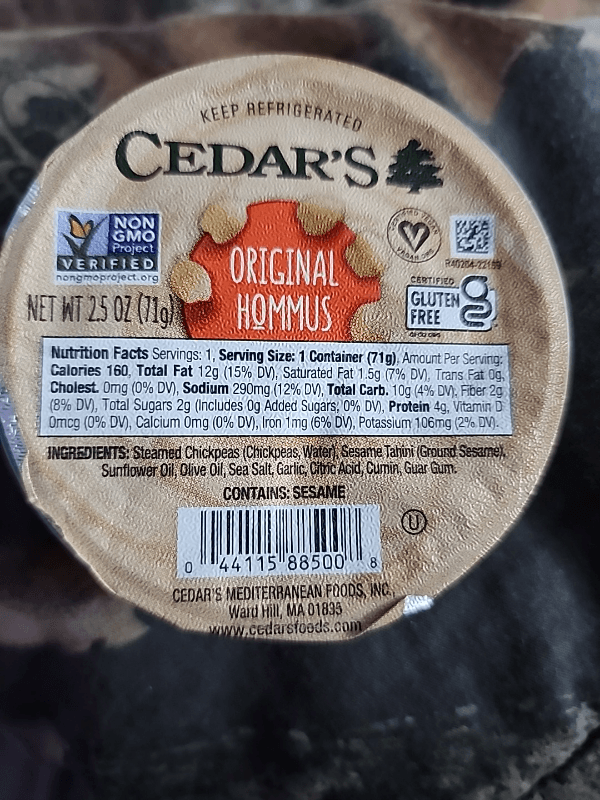 KEEP REFRIGERATED
CEDAR'S
NON
GMO
Project
VERIFIED
nongmoproject.org
CERTIFIED VEGAN
VEGAN.ORG
ORIGINAL
HOMMUS
CERTIFIED
GLUTEN
FREE
NET WT 2.5 OZ (71g)
Nutrition Facts Servings: 1, Serving Size: 1 Container (71g), Amount Per Serving:
Calories 160, Total Fat 12g (15% DV), Saturated Fat 1.5g (7% DV), Trans Fat 0g,
Cholest. 0mg (0% DV), Sodium 290mg (12% DV), Total Carb. 10g (4% DV), Fiber 2g
(8% DV), Total Sugars 2g (Includes 0g Added Sugars, 0% DV), Protein 4g, Vitamin D
0mcg (0% DV), Calcium 0mg (0% DV), Iron 1mg (6% DV), Potassium 106mg (2% DV).
INGREDIENTS: Steamed Chickpeas (Chickpeas, Water), Sesame Tahini (Ground Sesame),
Sunflower Oil, Olive Oil, Sea Salt, Garlic, Citric Acid, Cumin, Guar Gum.
CONTAINS: SESAME
U
0 44115 88500 8
CEDAR'S MEDITERRANEAN FOODS, INC.
Ward Hill, MA 01835
www.cedarsfoods.com